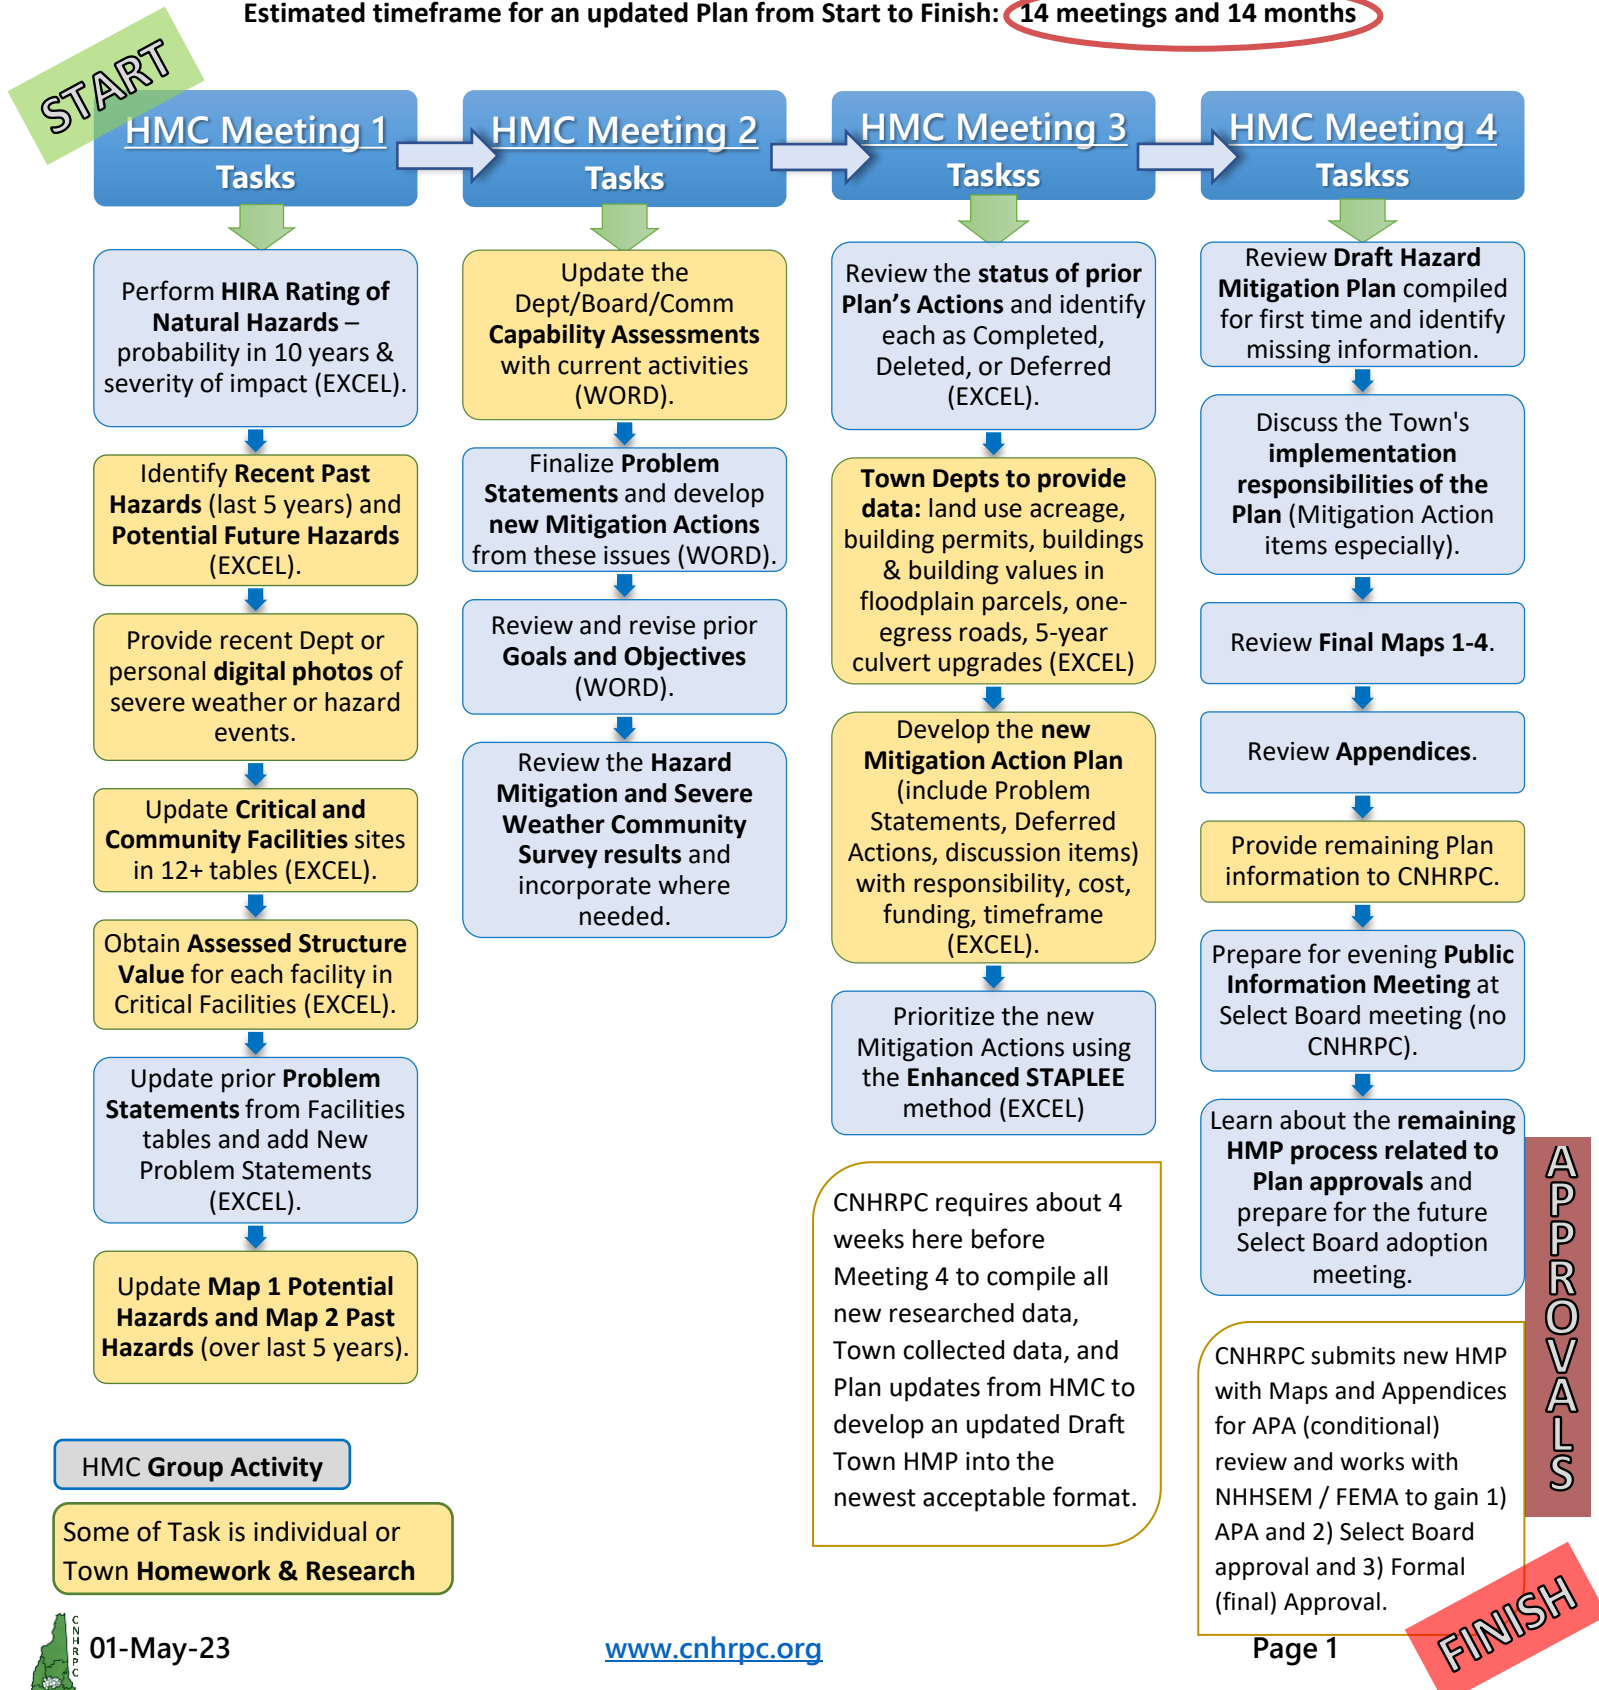 Estimated timeframe for an updated Plan from Start to Finish: 14 meetings and 14 months
START
HMC Meeting 1
Tasks
Perform HIRA Rating of
Natural Hazards –
probability in 10 years &
severity of impact (EXCEL).
Identify Recent Past
Hazards (last 5 years) and
Potential Future Hazards
(EXCEL).
Provide recent Dept or
personal digital photos of
severe weather or hazard
events.
Update Critical and
Community Facilities sites
in 12+ tables (EXCEL).
Obtain Assessed Structure
Value for each facility in
Critical Facilities (EXCEL).
Update prior Problem
Statements from Facilities
tables and add New
Problem Statements
(EXCEL).
Update Map 1 Potential
Hazards and Map 2 Past
Hazards (over last 5 years).
HMC Meeting 2
Tasks
Update the
Dept/Board/Comm
Capability Assessments
with current activities
(WORD).
Finalize Problem
Statements and develop
new Mitigation Actions
from these issues (WORD).
Review and revise prior
Goals and Objectives
(WORD).
Review the Hazard
Mitigation and Severe
Weather Community
Survey results and
incorporate where
needed.
HMC Meeting 3
Taskss
Review the status of prior
Plan's Actions and identify
each as Completed,
Deleted, or Deferred
(EXCEL).
Town Depts to provide
data: land use acreage,
building permits, buildings
& building values in
floodplain parcels, one-
egress roads, 5-year
culvert upgrades (EXCEL)
Develop the new
Mitigation Action Plan
(include Problem
Statements, Deferred
Actions, discussion items)
with responsibility, cost,
funding, timeframe
(EXCEL).
Prioritize the new
Mitigation Actions using
the Enhanced STAPLEE
method (EXCEL)
CNHRPC requires about 4
weeks here before
Meeting 4 to compile all
new researched data,
Town collected data, and
Plan updates from HMC to
develop an updated Draft
Town HMP into the
newest acceptable format.
HMC Meeting 4
Taskss
Review Draft Hazard
Mitigation Plan compiled
for first time and identify
missing information.
Discuss the Town's
implementation
responsibilities of the
Plan (Mitigation Action
items especially).
Review Final Maps 1-4.
Review Appendices.
Provide remaining Plan
information to CNHRPC.
Prepare for evening Public
Information Meeting at
Select Board meeting (no
CNHRPC).
Learn about the remaining
HMP process related to
Plan approvals and
prepare for the future
Select Board adoption
meeting.
APPROVALS
CNHRPC submits new HMP
with Maps and Appendices
for APA (conditional)
review and works with
NHHSEM / FEMA to gain 1)
APA and 2) Select Board
approval and 3) Formal
(final) Approval.
FINISH
HMC Group Activity
Some of Task is individual or
Town Homework & Research
CNHRPC
01-May-23
www.cnhrpc.org
Page 1